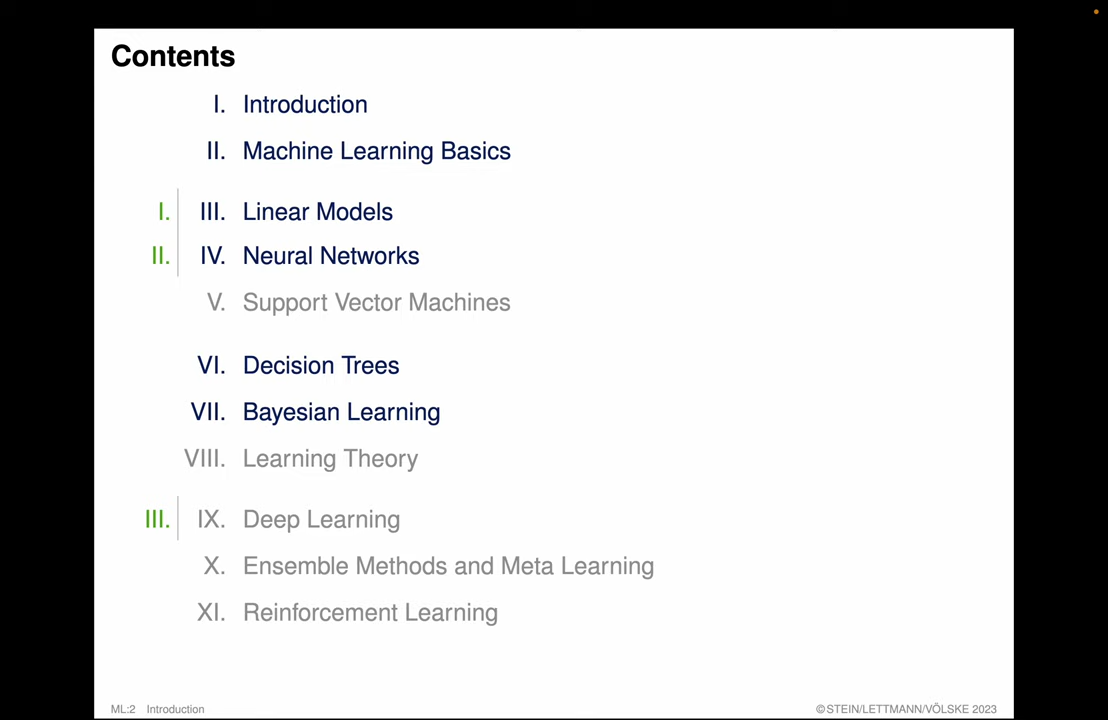 Contents
I. Introduction
II. Machine Learning Basics
I. III. Linear Models
II. IV. Neural Networks
V. Support Vector Machines
VI. Decision Trees
VII. Bayesian Learning
VIII. Learning Theory
III. IX. Deep Learning
X. Ensemble Methods and Meta Learning
XI. Reinforcement Learning
ML:2 Introduction © STEIN/LETTMANN/VÖLSKE 2023